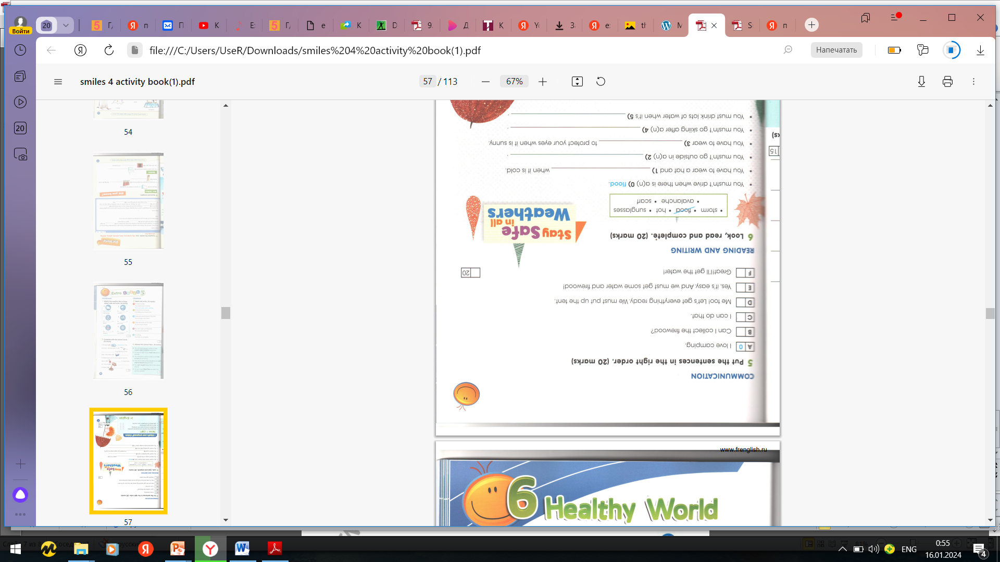 Войти
20
file:///C:/Users/UseR/Downloads/smiles%204%20activity%20book(1).pdf
Напечатать
smiles 4 activity book(1).pdf
57 / 113
67%
20
54
55
56
57
COMMUNICATION
5 Put the sentences in the right order. (20 marks)
A 0 I love camping.
B Can I collect the firewood?
C I can do that.
D Me too! Let's get everything ready. We must put up the tent.
E Yes, it's easy. And we must get some water and firewood!
F Great!I'll get the water!
20
READING AND WRITING
6 Look, read and complete. (20 marks)
• storm • flood • hot • sunglasses
• avalanche • scarf
Stay Safe
in all
Weathers
• You mustn't drive when there is a(n) 0) flood.
• You have to wear a hat and 1) when it is cold.
• You mustn't go outside in a(n) 2) .
• You have to wear 3) to protect your eyes when it is sunny.
• You mustn't go skiing after a(n) 4) .
• You must drink lots of water when it's 5) .
15
www.frenglish.ru
6 Healthy World
ENG
0:55
16.01.2024
4